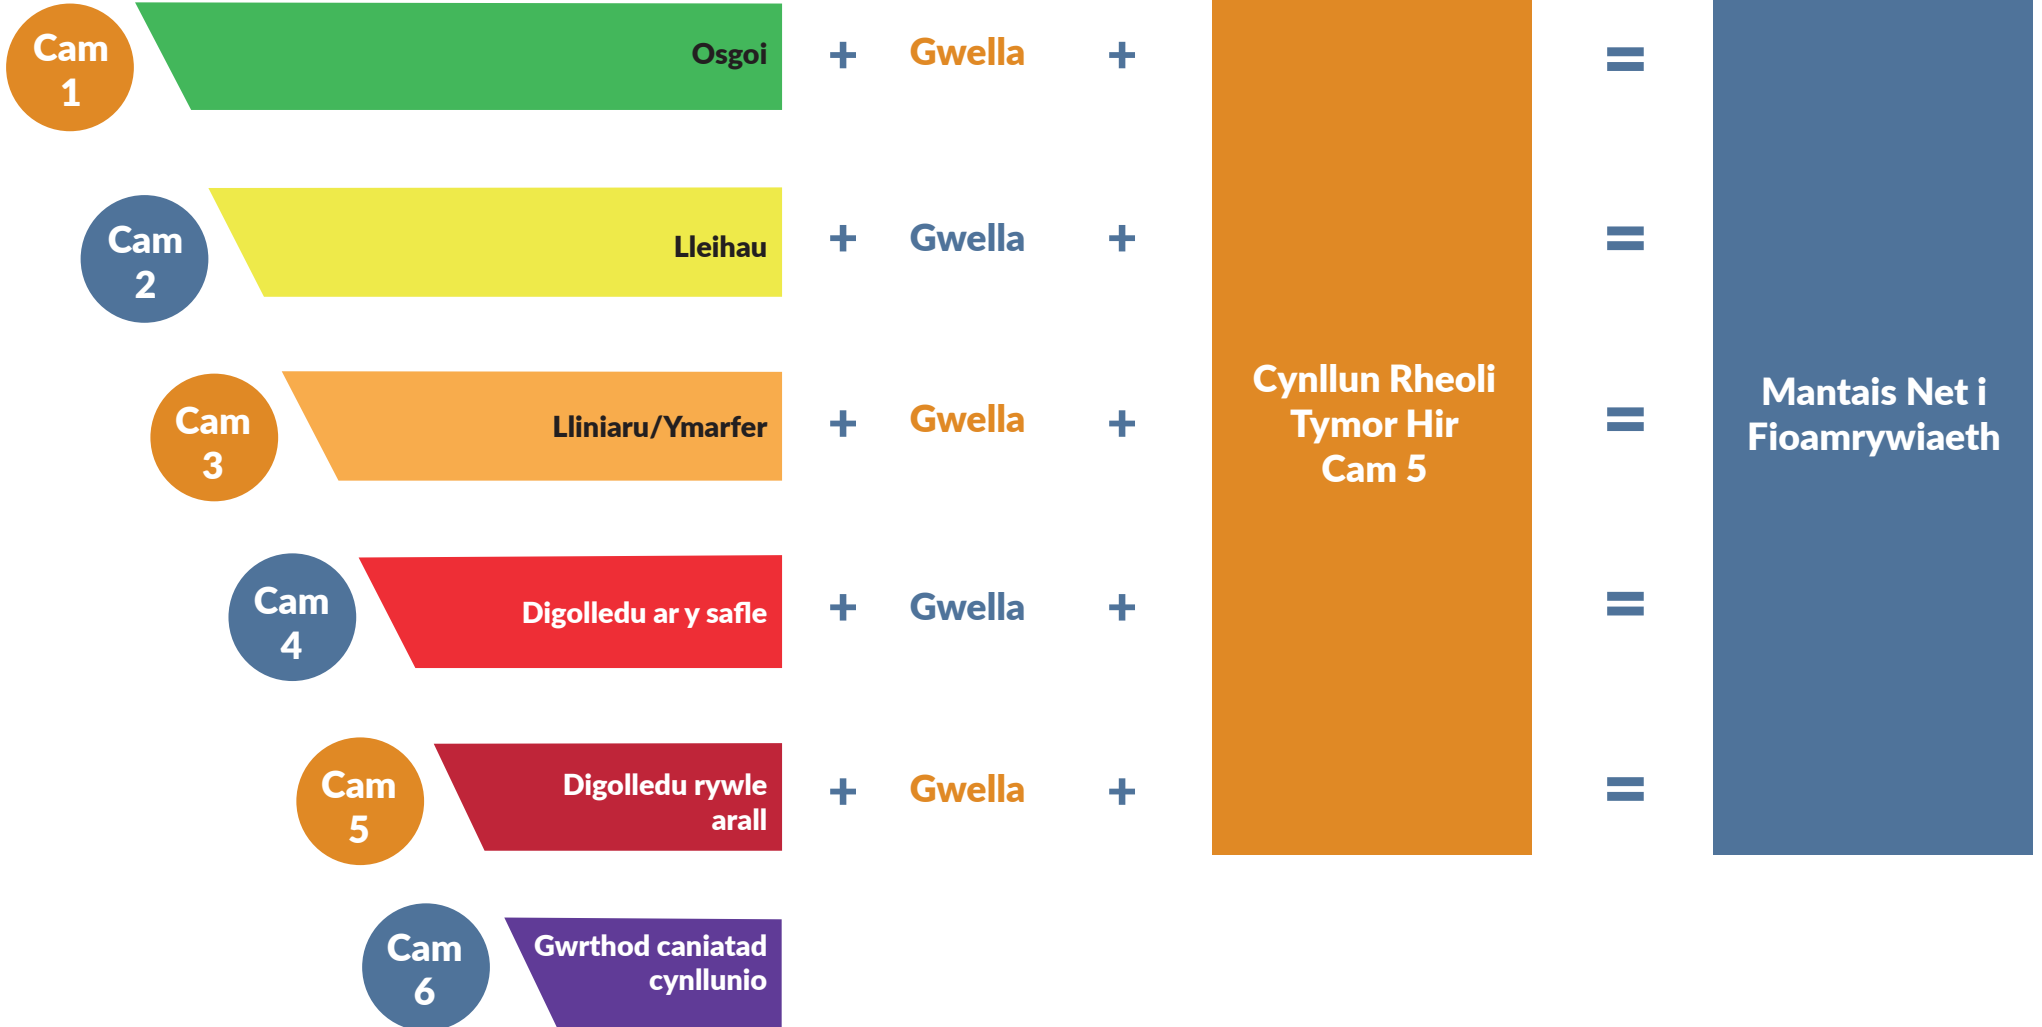 Cam
1
Osgoi
+ Gwella + =
Cam
2
Lleihau
+ Gwella + =
Cam
3
Lliniaru/Ymarfer
+ Gwella + =
Cam
4
Digolledu ar y safle
+ Gwella + =
Cam
5
Digolledu rywle
arall
+ Gwella + =
Cam
6
Gwrthod caniatad
cynllunio
Cynllun Rheoli
Tymor Hir
Cam 5
Mantais Net i
Fioamrywiaeth